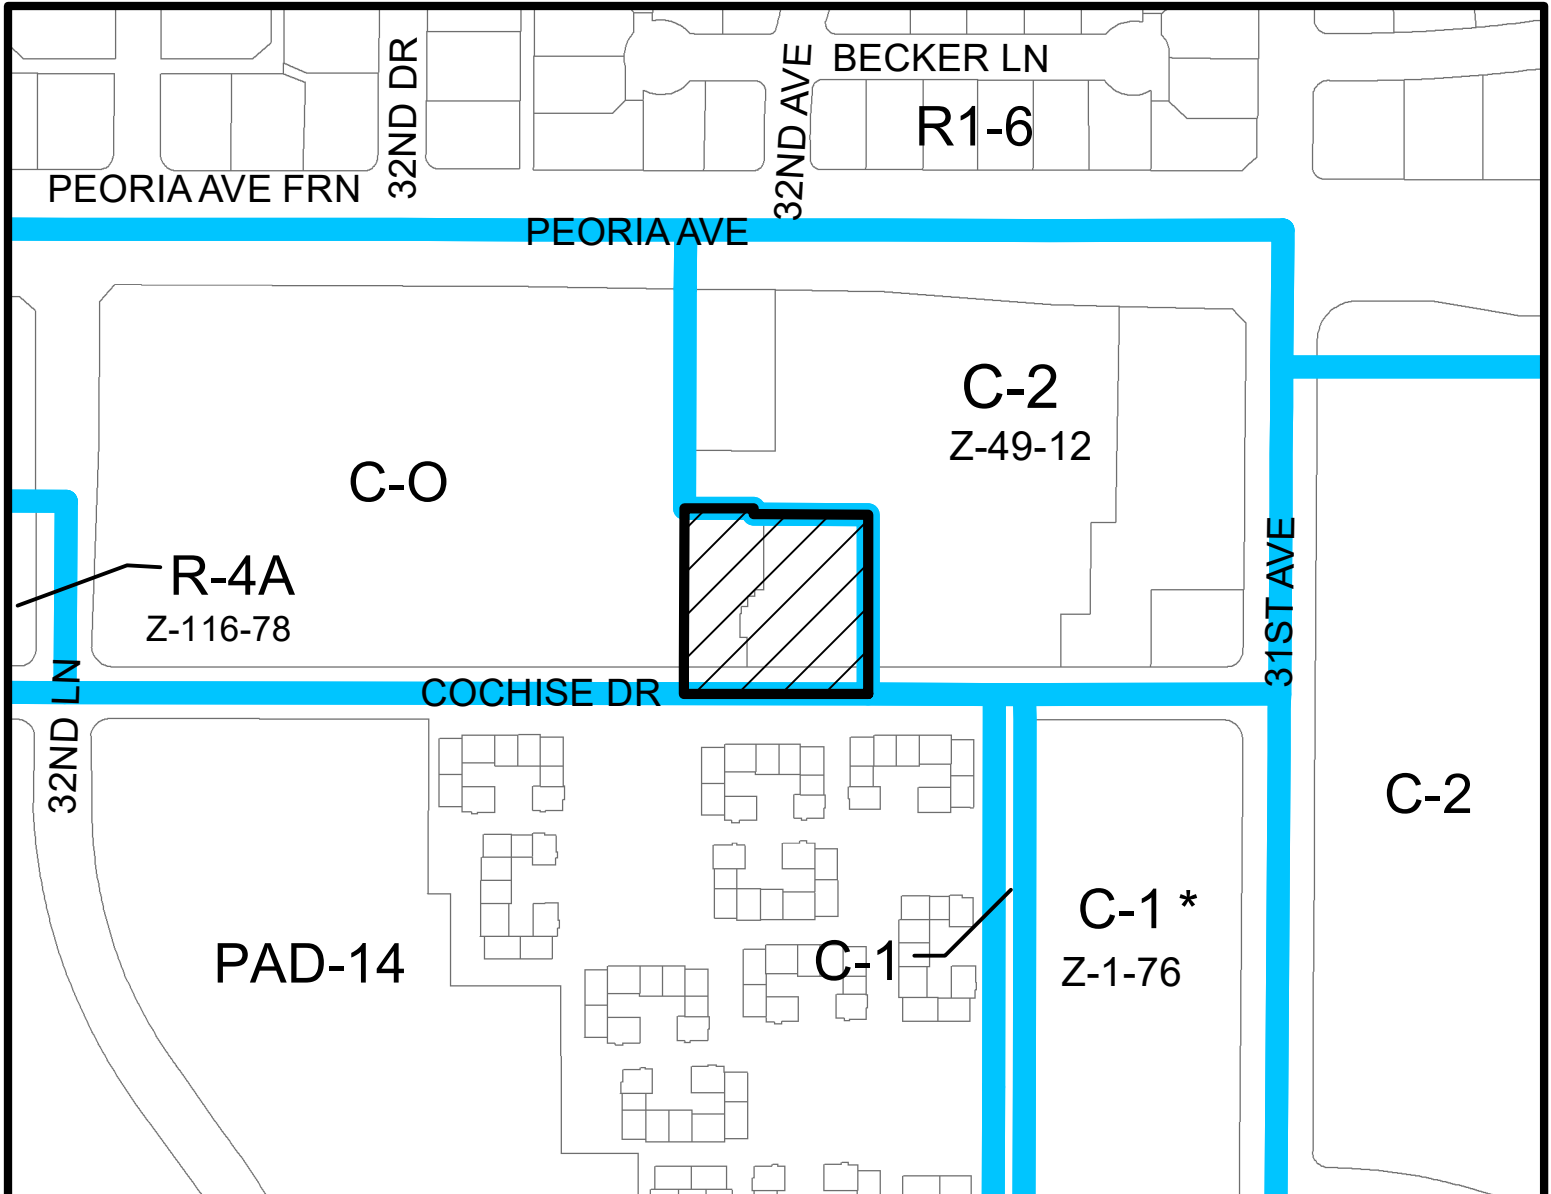 32ND DR
32ND AVE
BECKER LN
R1-6
PEORIA AVE FRN
PEORIA AVE
C-2
Z-49-12
C-O
R-4A
Z-116-78
31ST AVE
32ND LN
COCHISE DR
C-2
C-1 *
Z-1-76
C-1
PAD-14